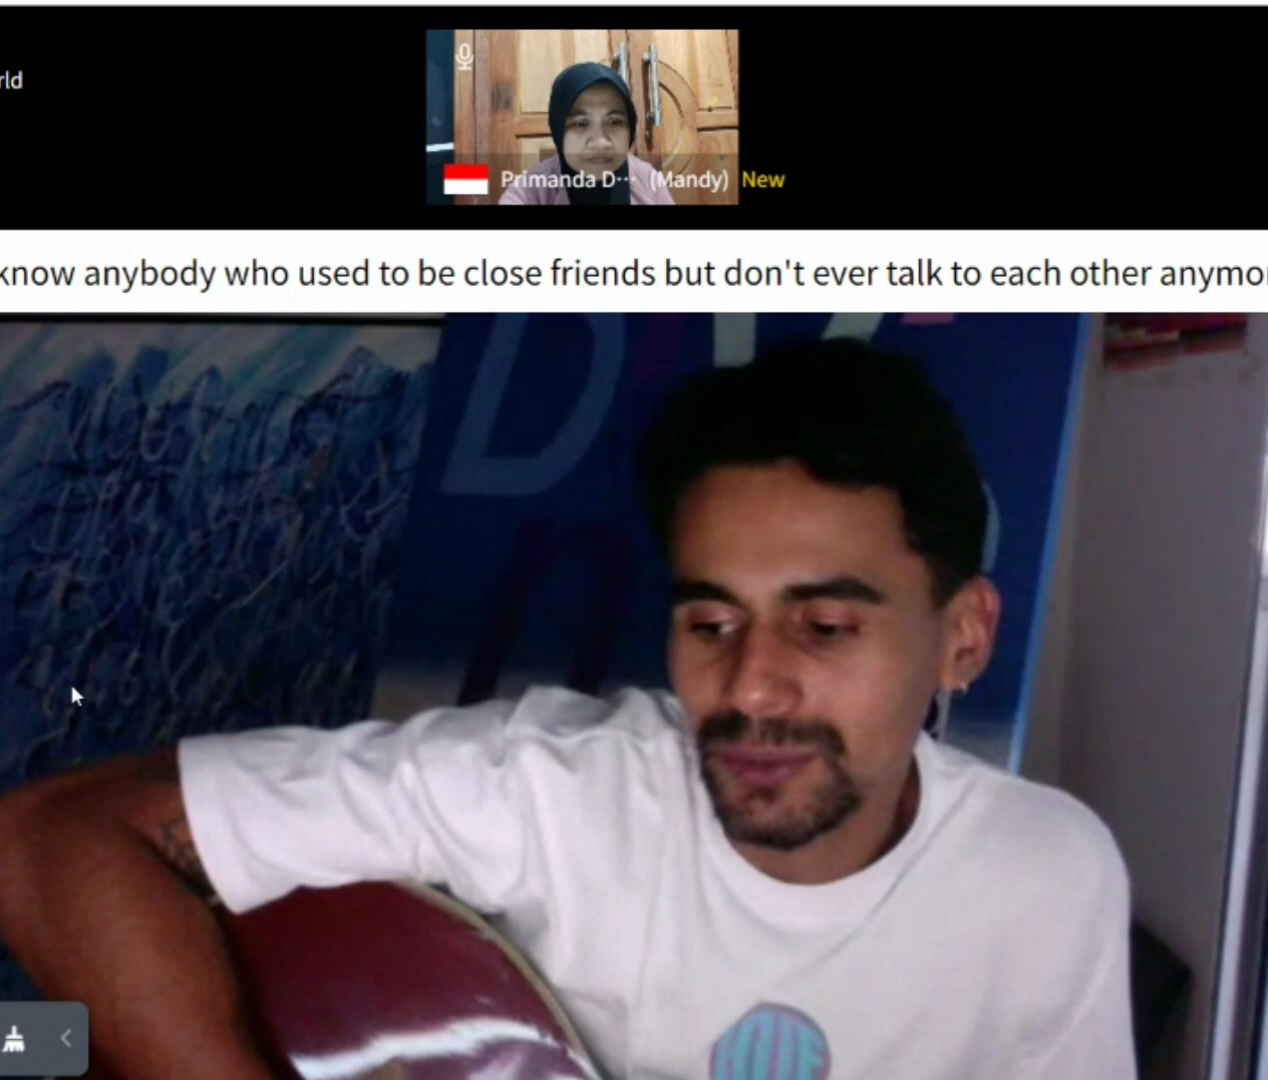 rld
Primanda D··· (Mandy) New
know anybody who used to be close friends but don't ever talk to each other anymo